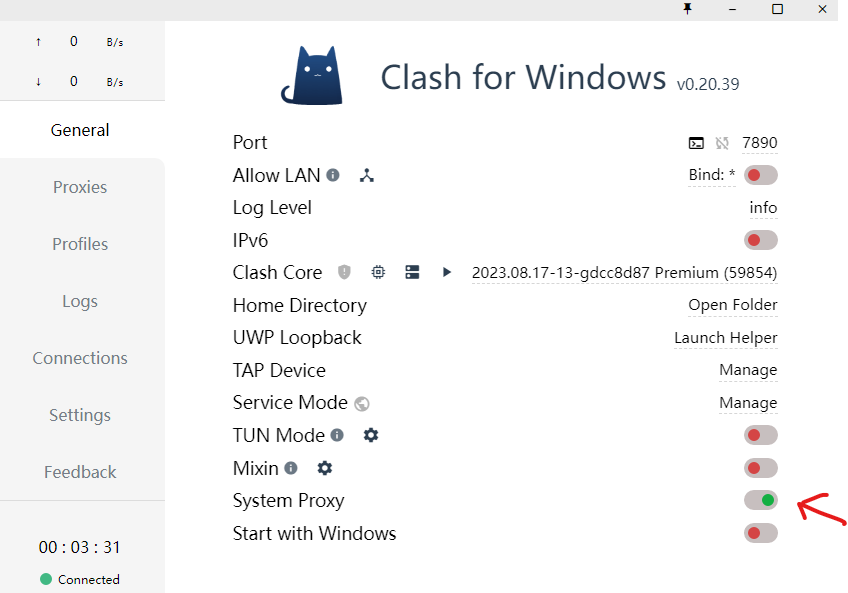 ↑ 0 B/s
↓ 0 B/s
General
Proxies
Profiles
Logs
Connections
Settings
Feedback
00 : 03 : 31
Connected
Clash for Windows v0.20.39
Port 7890
Allow LAN Bind: *
Log Level info
IPv6
Clash Core 2023.08.17-13-gdcc8d87 Premium (59854)
Home Directory Open Folder
UWP Loopback Launch Helper
TAP Device Manage
Service Mode Manage
TUN Mode
Mixin
System Proxy
Start with Windows